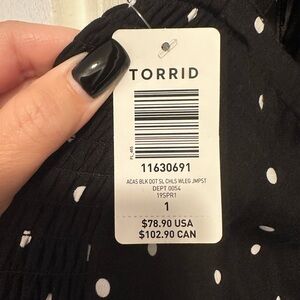 TORRID
11630691
ACAS BLK DOT SL CHLS WLEG JMPST
DEPT 0054
19SPR1
1
$78.90 USA
$102.90 CAN